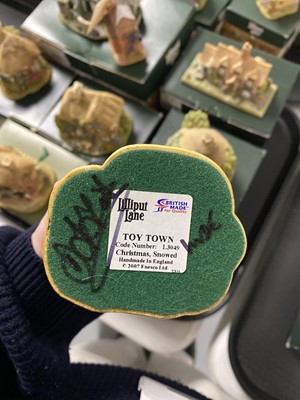 Lilliput
Lane
BRITISH
MADE
for Quality
TOY TOWN
Code Number: L3049
Christmas, Snowed
Handmade In England
© 2007 Enesco Ltd.